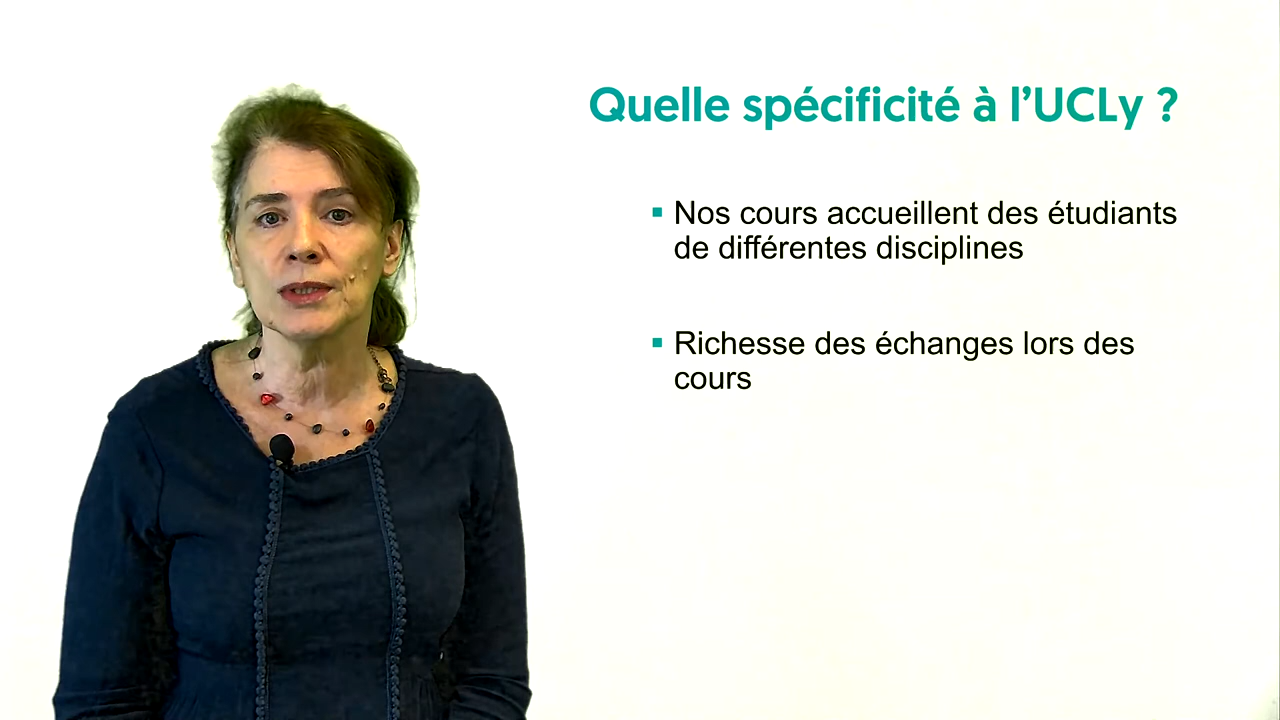 Quelle spécificité à l'UCLy ?
▪ Nos cours accueillent des étudiants
de différentes disciplines
▪ Richesse des échanges lors des
cours